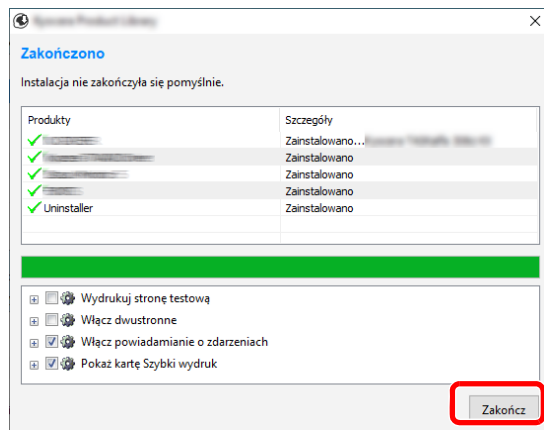 Zakończono
Instalacja nie zakończyła się pomyślnie.
Produkty Szczegóły
Zainstalowano...
Zainstalowano
Zainstalowano
Zainstalowano
Uninstaller Zainstalowano
Wydrukuj stronę testową
Włącz dwustronne
Włącz powiadamianie o zdarzeniach
Pokaż kartę Szybki wydruk
Zakończ